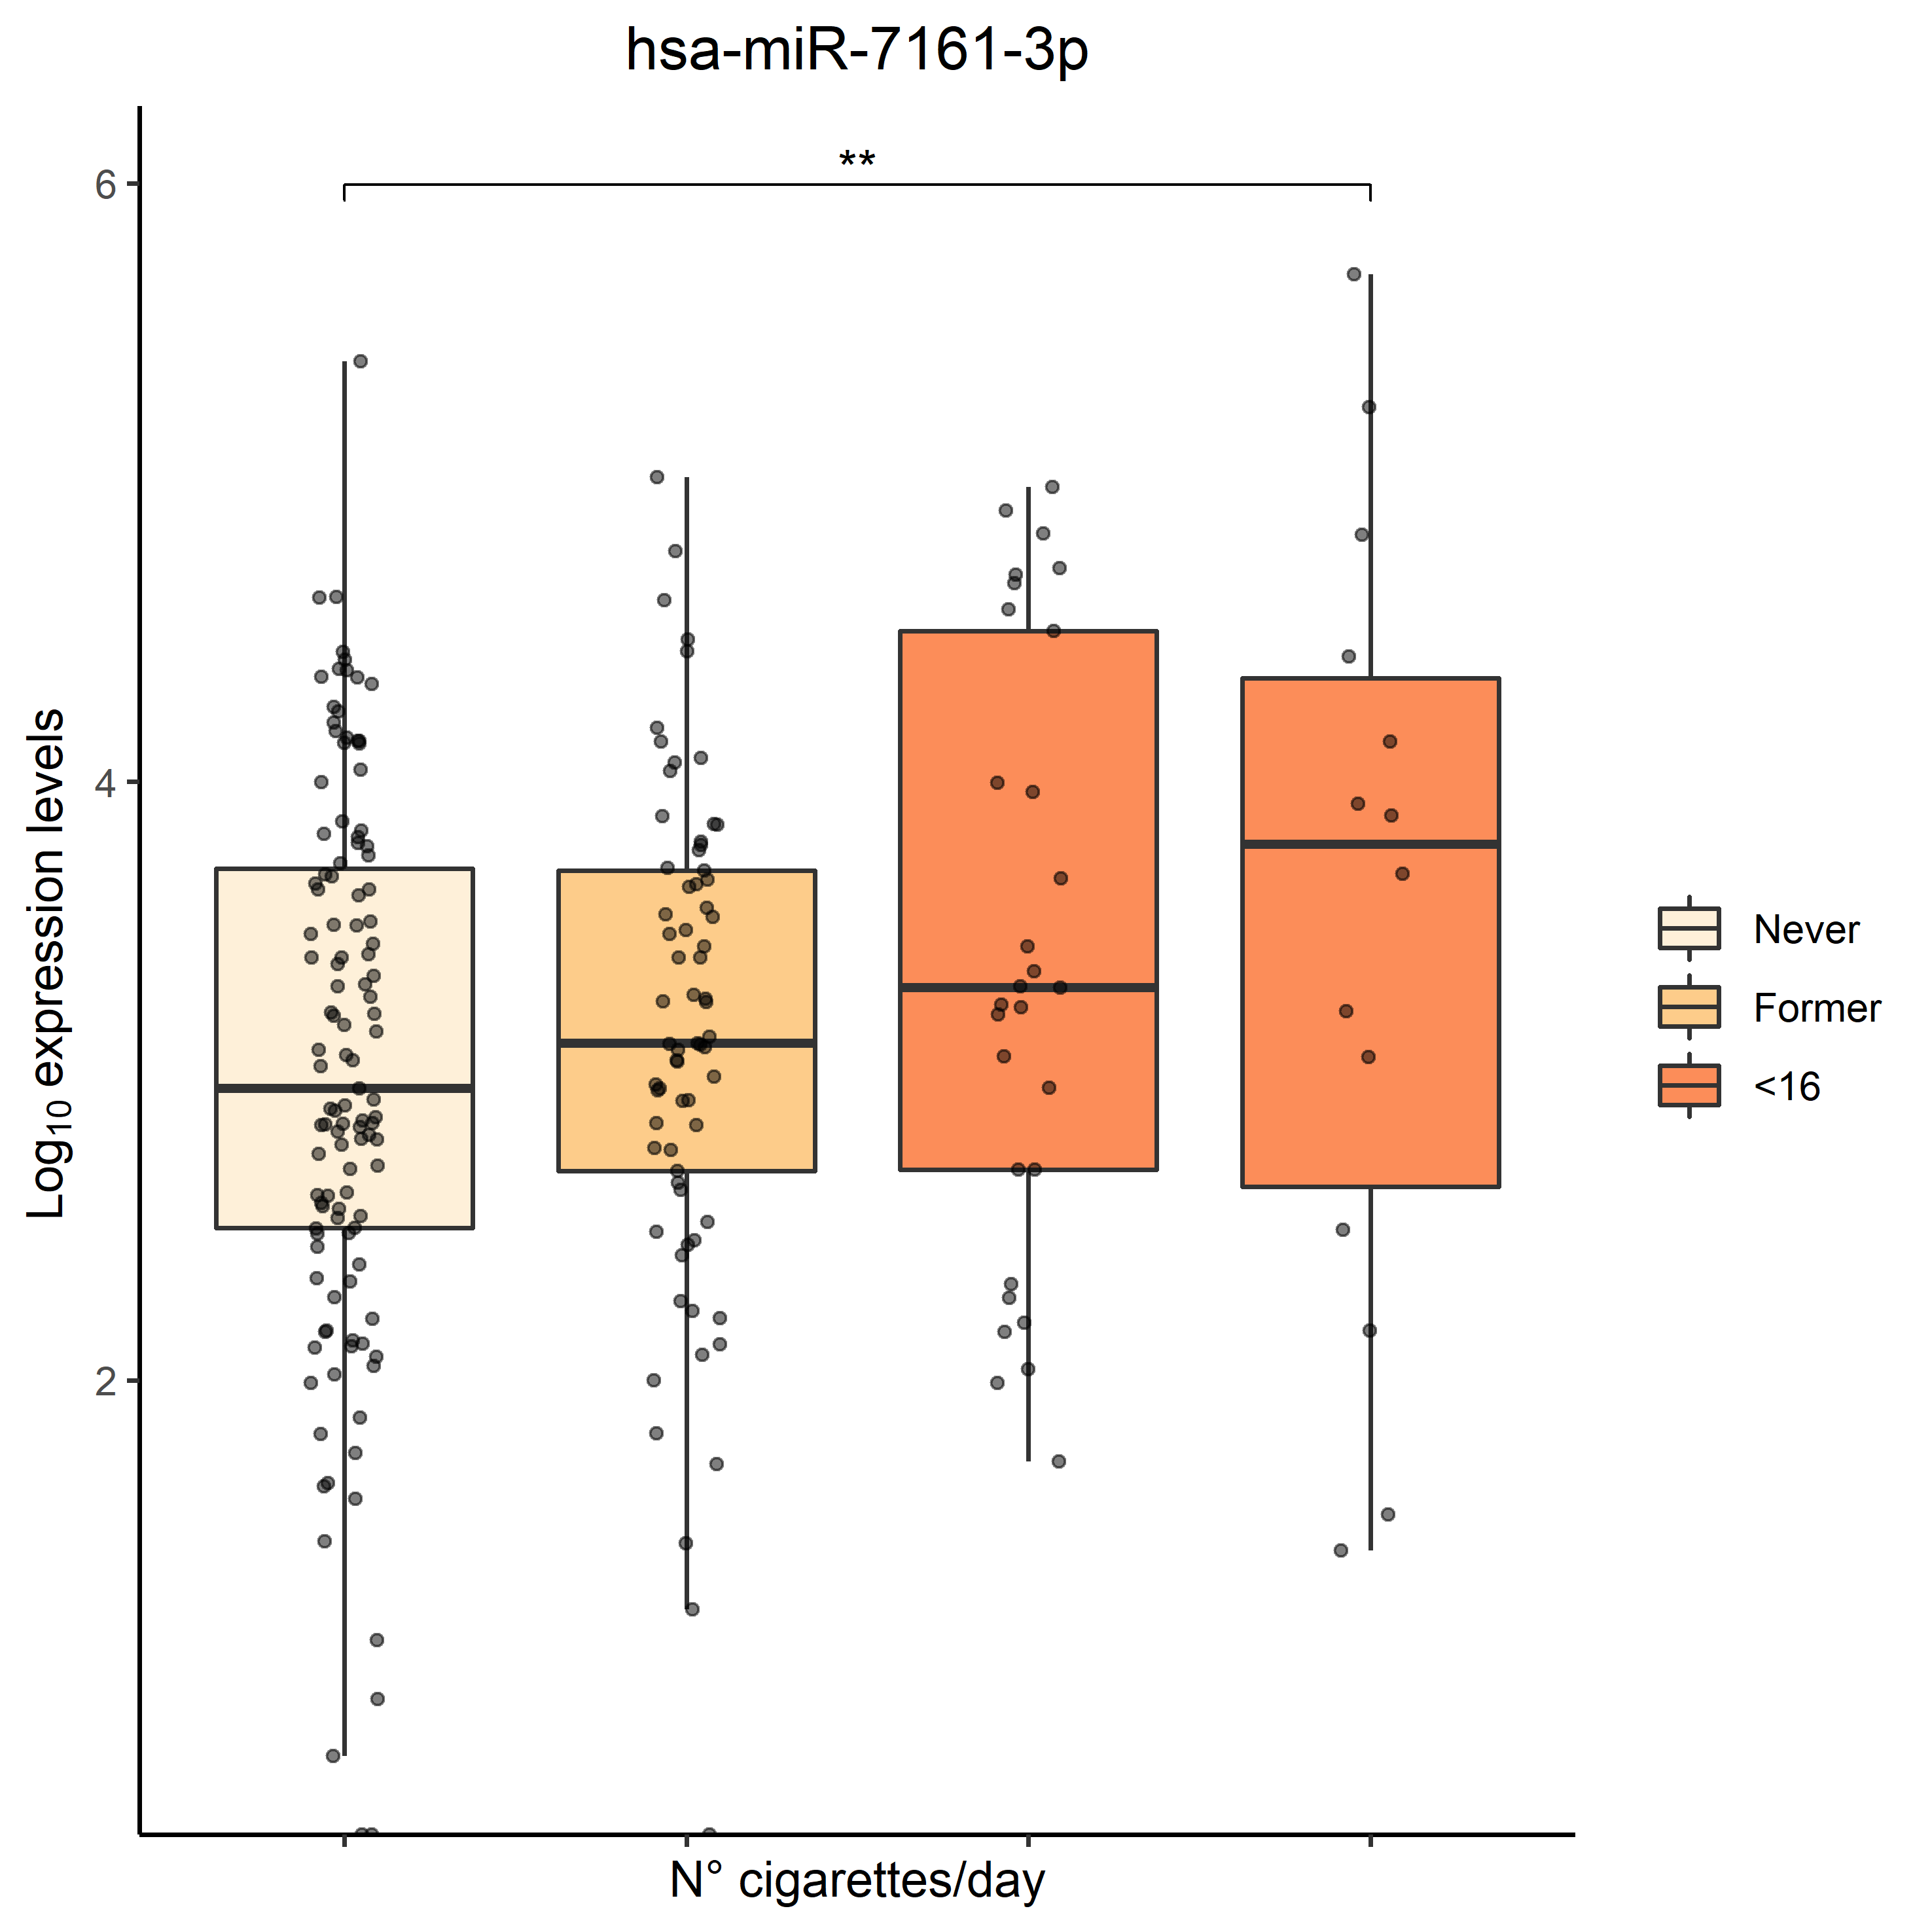 hsa-miR-7161-3p
**
6
4
2
Log10 expression levels
N° cigarettes/day
Never
Former
<16